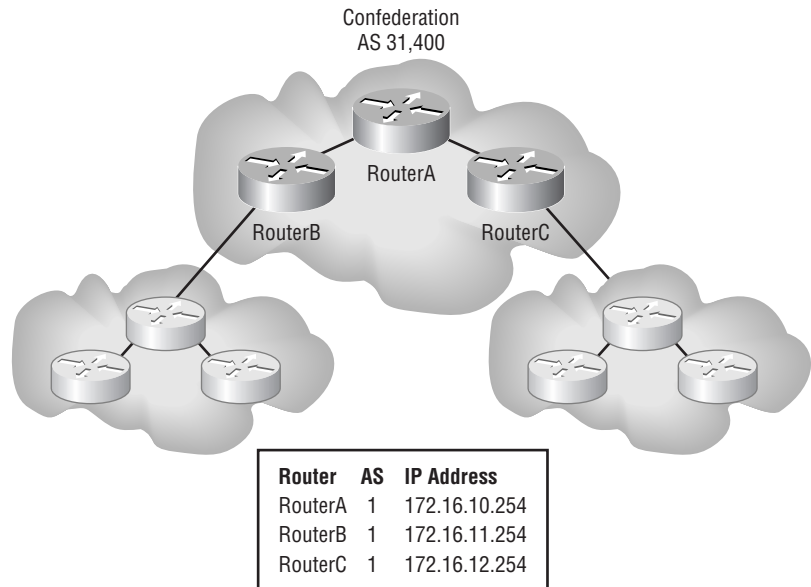 Confederation
AS 31,400
RouterA
RouterB
RouterC
Router AS IP Address
RouterA 1 172.16.10.254
RouterB 1 172.16.11.254
RouterC 1 172.16.12.254